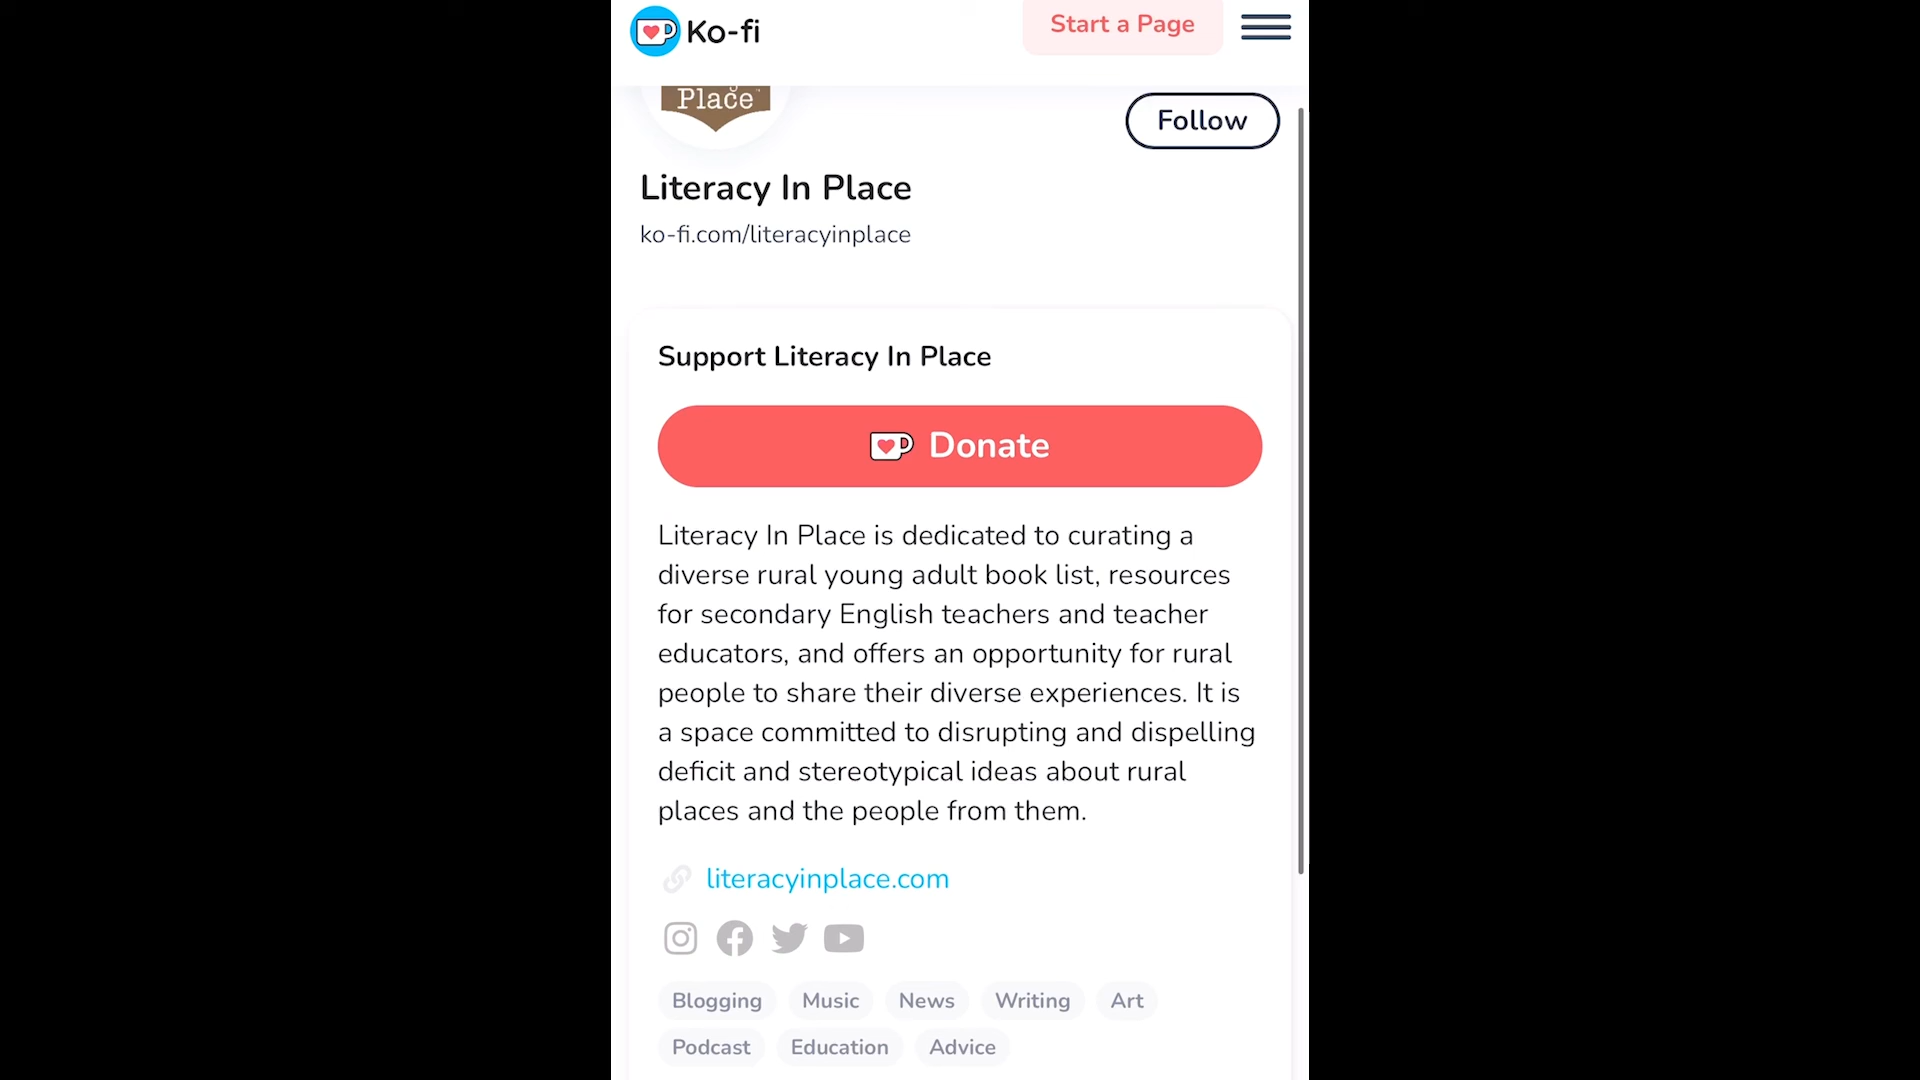 Ko-fi
Start a Page
Place
Follow
Literacy In Place
ko-fi.com/literacyinplace
Support Literacy In Place
Donate
Literacy In Place is dedicated to curating a
diverse rural young adult book list, resources
for secondary English teachers and teacher
educators, and offers an opportunity for rural
people to share their diverse experiences. It is
a space committed to disrupting and dispelling
deficit and stereotypical ideas about rural
places and the people from them.
literacyinplace.com
Blogging Music News Writing Art
Podcast Education Advice